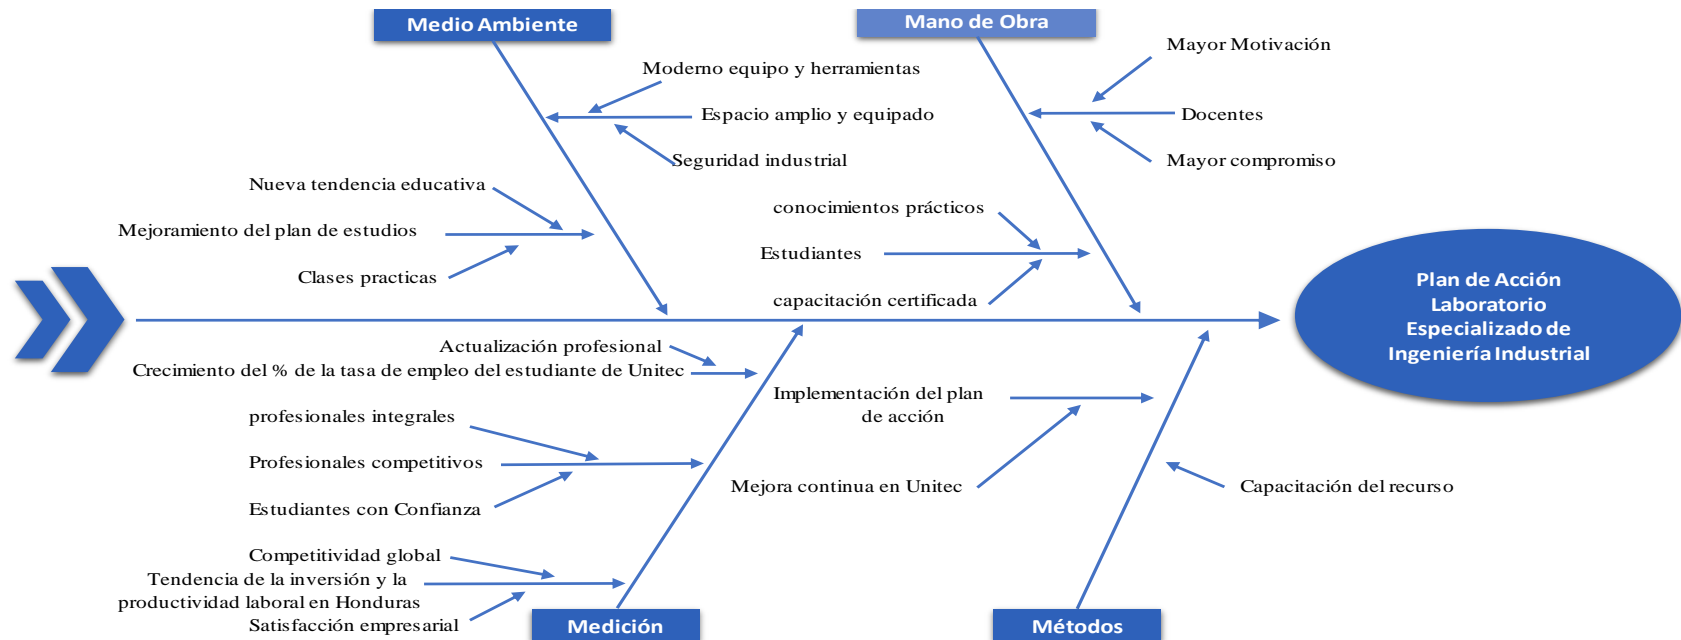 Medio Ambiente
Mano de Obra
Mayor Motivación
Moderno equipo y herramientas
Espacio amplio y equipado
Docentes
Seguridad industrial
Mayor compromiso
Nueva tendencia educativa
conocimientos prácticos
Mejoramiento del plan de estudios
Estudiantes
Clases practicas
capacitación certificada
Plan de Acción
Laboratorio
Especializado de
Ingeniería Industrial
Actualización profesional
Crecimiento del % de la tasa de empleo del estudiante de Unitec
Implementación del plan
de acción
profesionales integrales
Profesionales competitivos
Mejora continua en Unitec
Capacitación del recurso
Estudiantes con Confianza
Competitividad global
Tendencia de la inversión y la
productividad laboral en Honduras
Satisfacción empresarial
Medición
Métodos